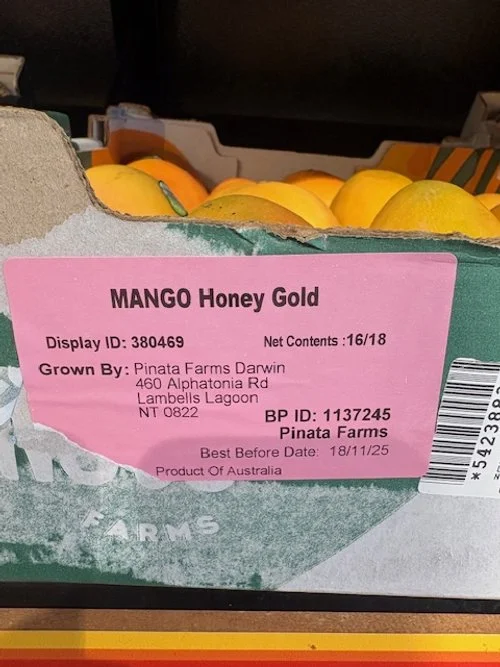 MANGO Honey Gold
Display ID: 380469 Net Contents :16/18
Grown By: Pinata Farms Darwin
460 Alphatonia Rd
Lambells Lagoon
NT 0822
BP ID: 1137245
Pinata Farms
Best Before Date: 18/11/25
Product Of Australia
FARMS